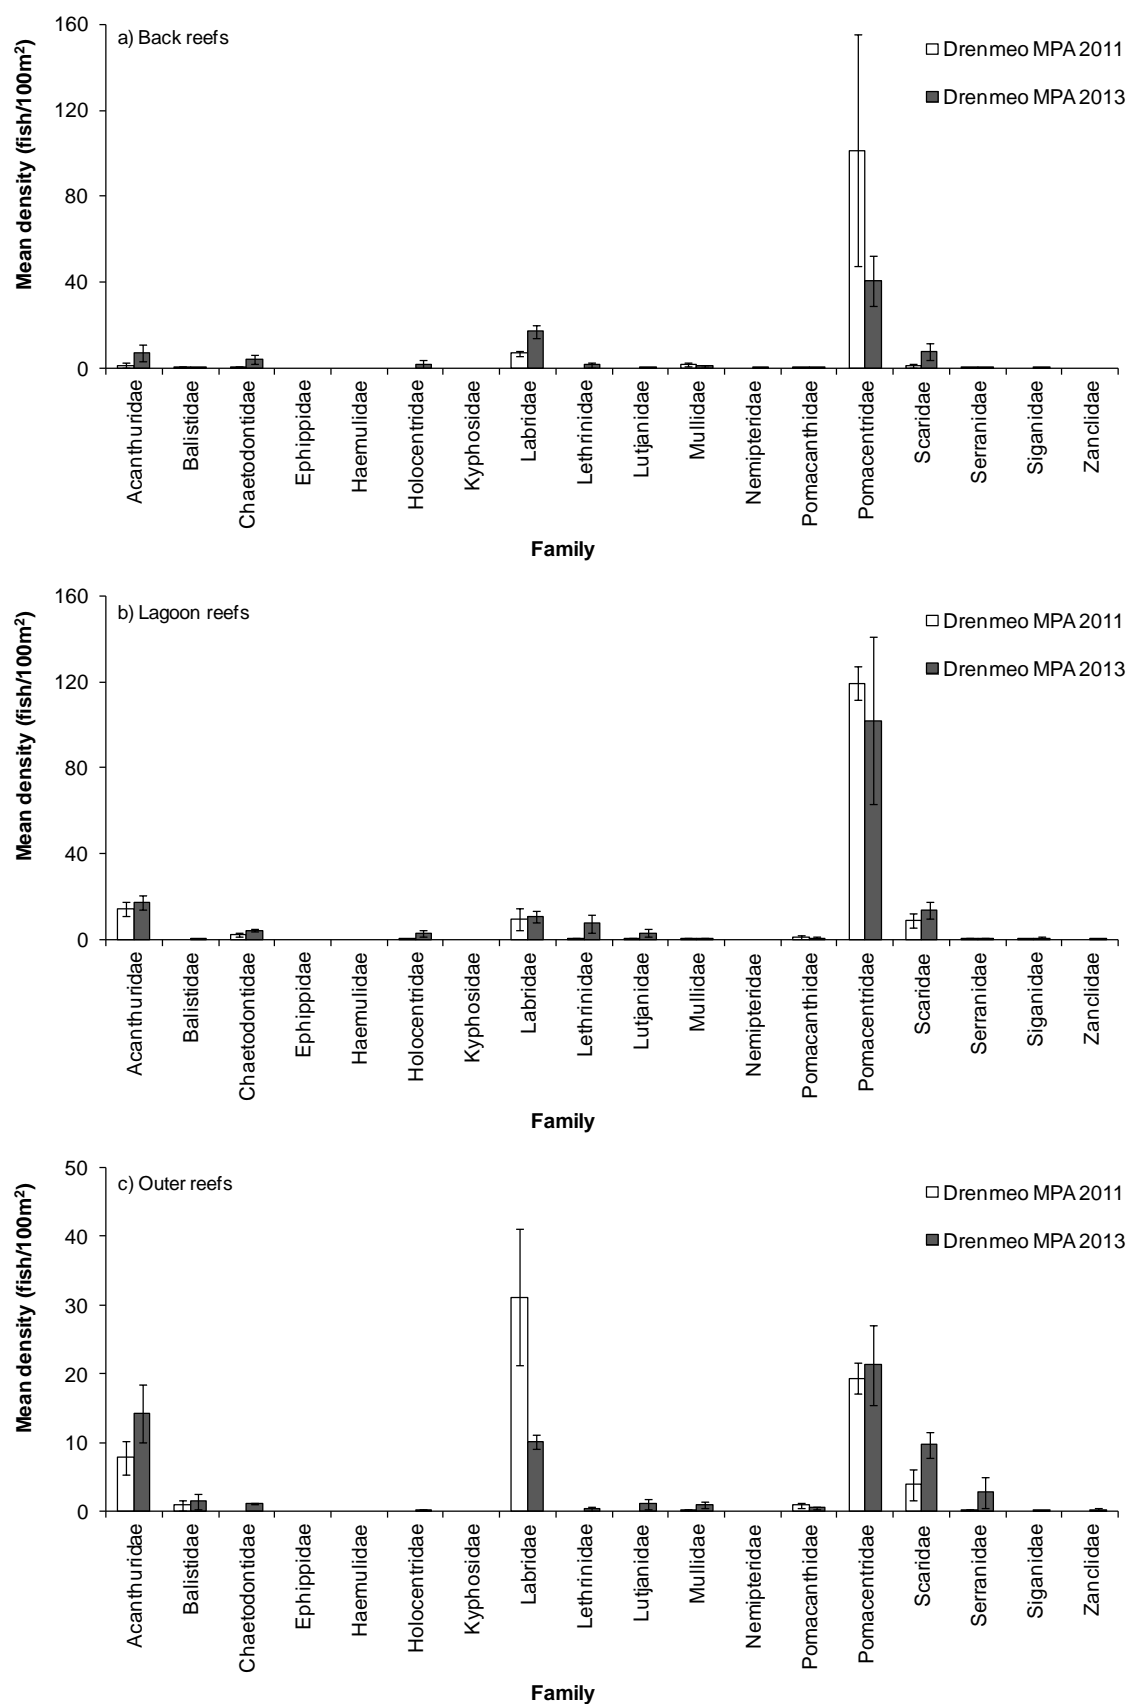 a) Back reefs
Drenmeo MPA 2011
Drenmeo MPA 2013
Mean density (fish/100m²)
160
120
80
40
0
Acanthuridae
Balistidae
Chaetodontidae
Ephippidae
Haemulidae
Holocentridae
Kyphosidae
Labridae
Lethrinidae
Lutjanidae
Mullidae
Nemipteridae
Pomacanthidae
Pomacentridae
Scaridae
Serranidae
Siganidae
Zanclidae
Family
b) Lagoon reefs
Drenmeo MPA 2011
Drenmeo MPA 2013
Mean density (fish/100m²)
160
120
80
40
0
Acanthuridae
Balistidae
Chaetodontidae
Ephippidae
Haemulidae
Holocentridae
Kyphosidae
Labridae
Lethrinidae
Lutjanidae
Mullidae
Nemipteridae
Pomacanthidae
Pomacentridae
Scaridae
Serranidae
Siganidae
Zanclidae
Family
c) Outer reefs
Drenmeo MPA 2011
Drenmeo MPA 2013
Mean density (fish/100m²)
50
40
30
20
10
0
Acanthuridae
Balistidae
Chaetodontidae
Ephippidae
Haemulidae
Holocentridae
Kyphosidae
Labridae
Lethrinidae
Lutjanidae
Mullidae
Nemipteridae
Pomacanthidae
Pomacentridae
Scaridae
Serranidae
Siganidae
Zanclidae
Family